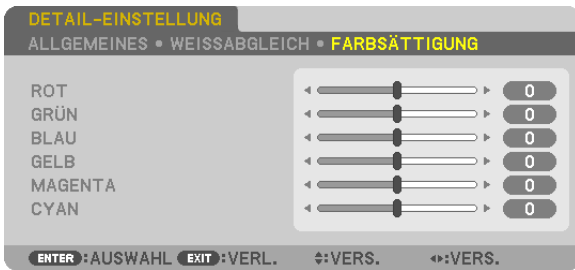 DETAIL-EINSTELLUNG
ALLGEMEINES • WEISSABGLEICH • FARBSÄTTIGUNG
ROT 0
GRÜN 0
BLAU 0
GELB 0
MAGENTA 0
CYAN 0
ENTER :AUSWAHL EXIT :VERL. :VERS. :VERS.